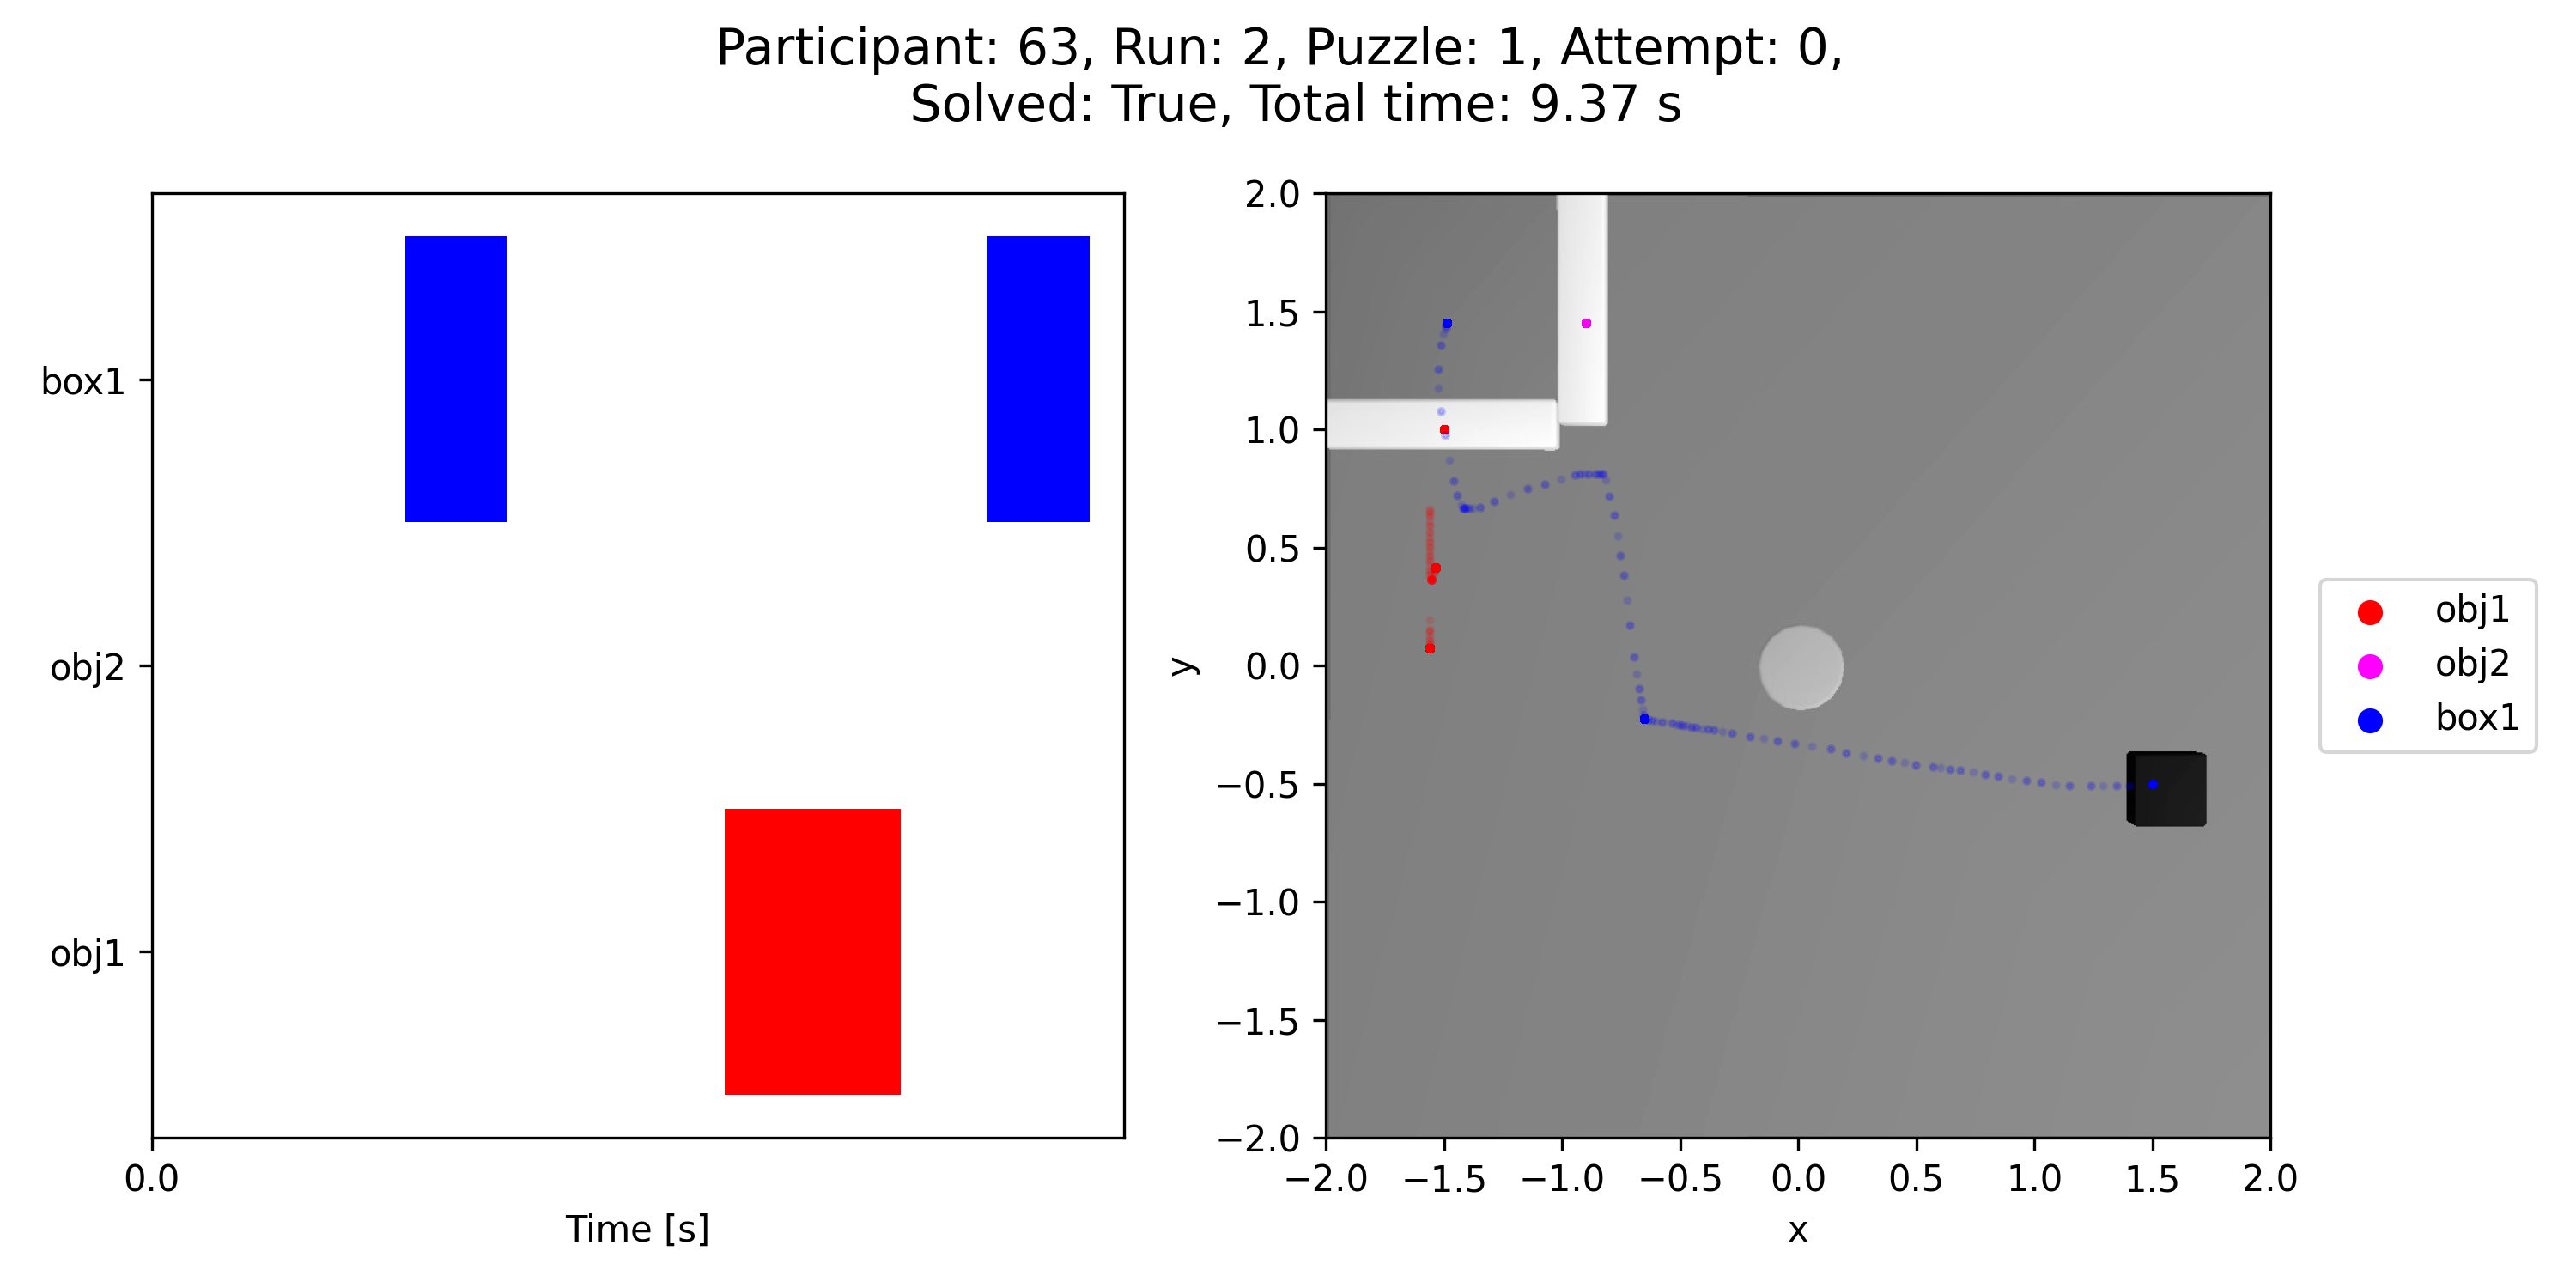 Participant: 63, Run: 2, Puzzle: 1, Attempt: 0,
Solved: True, Total time: 9.37 s
box1
obj2
obj1
0.0
Time [s]
2.0
1.5
1.0
0.5
0.0
−0.5
−1.0
−1.5
−2.0
y
−2.0 −1.5 −1.0 −0.5 0.0 0.5 1.0 1.5 2.0
x
obj1
obj2
box1